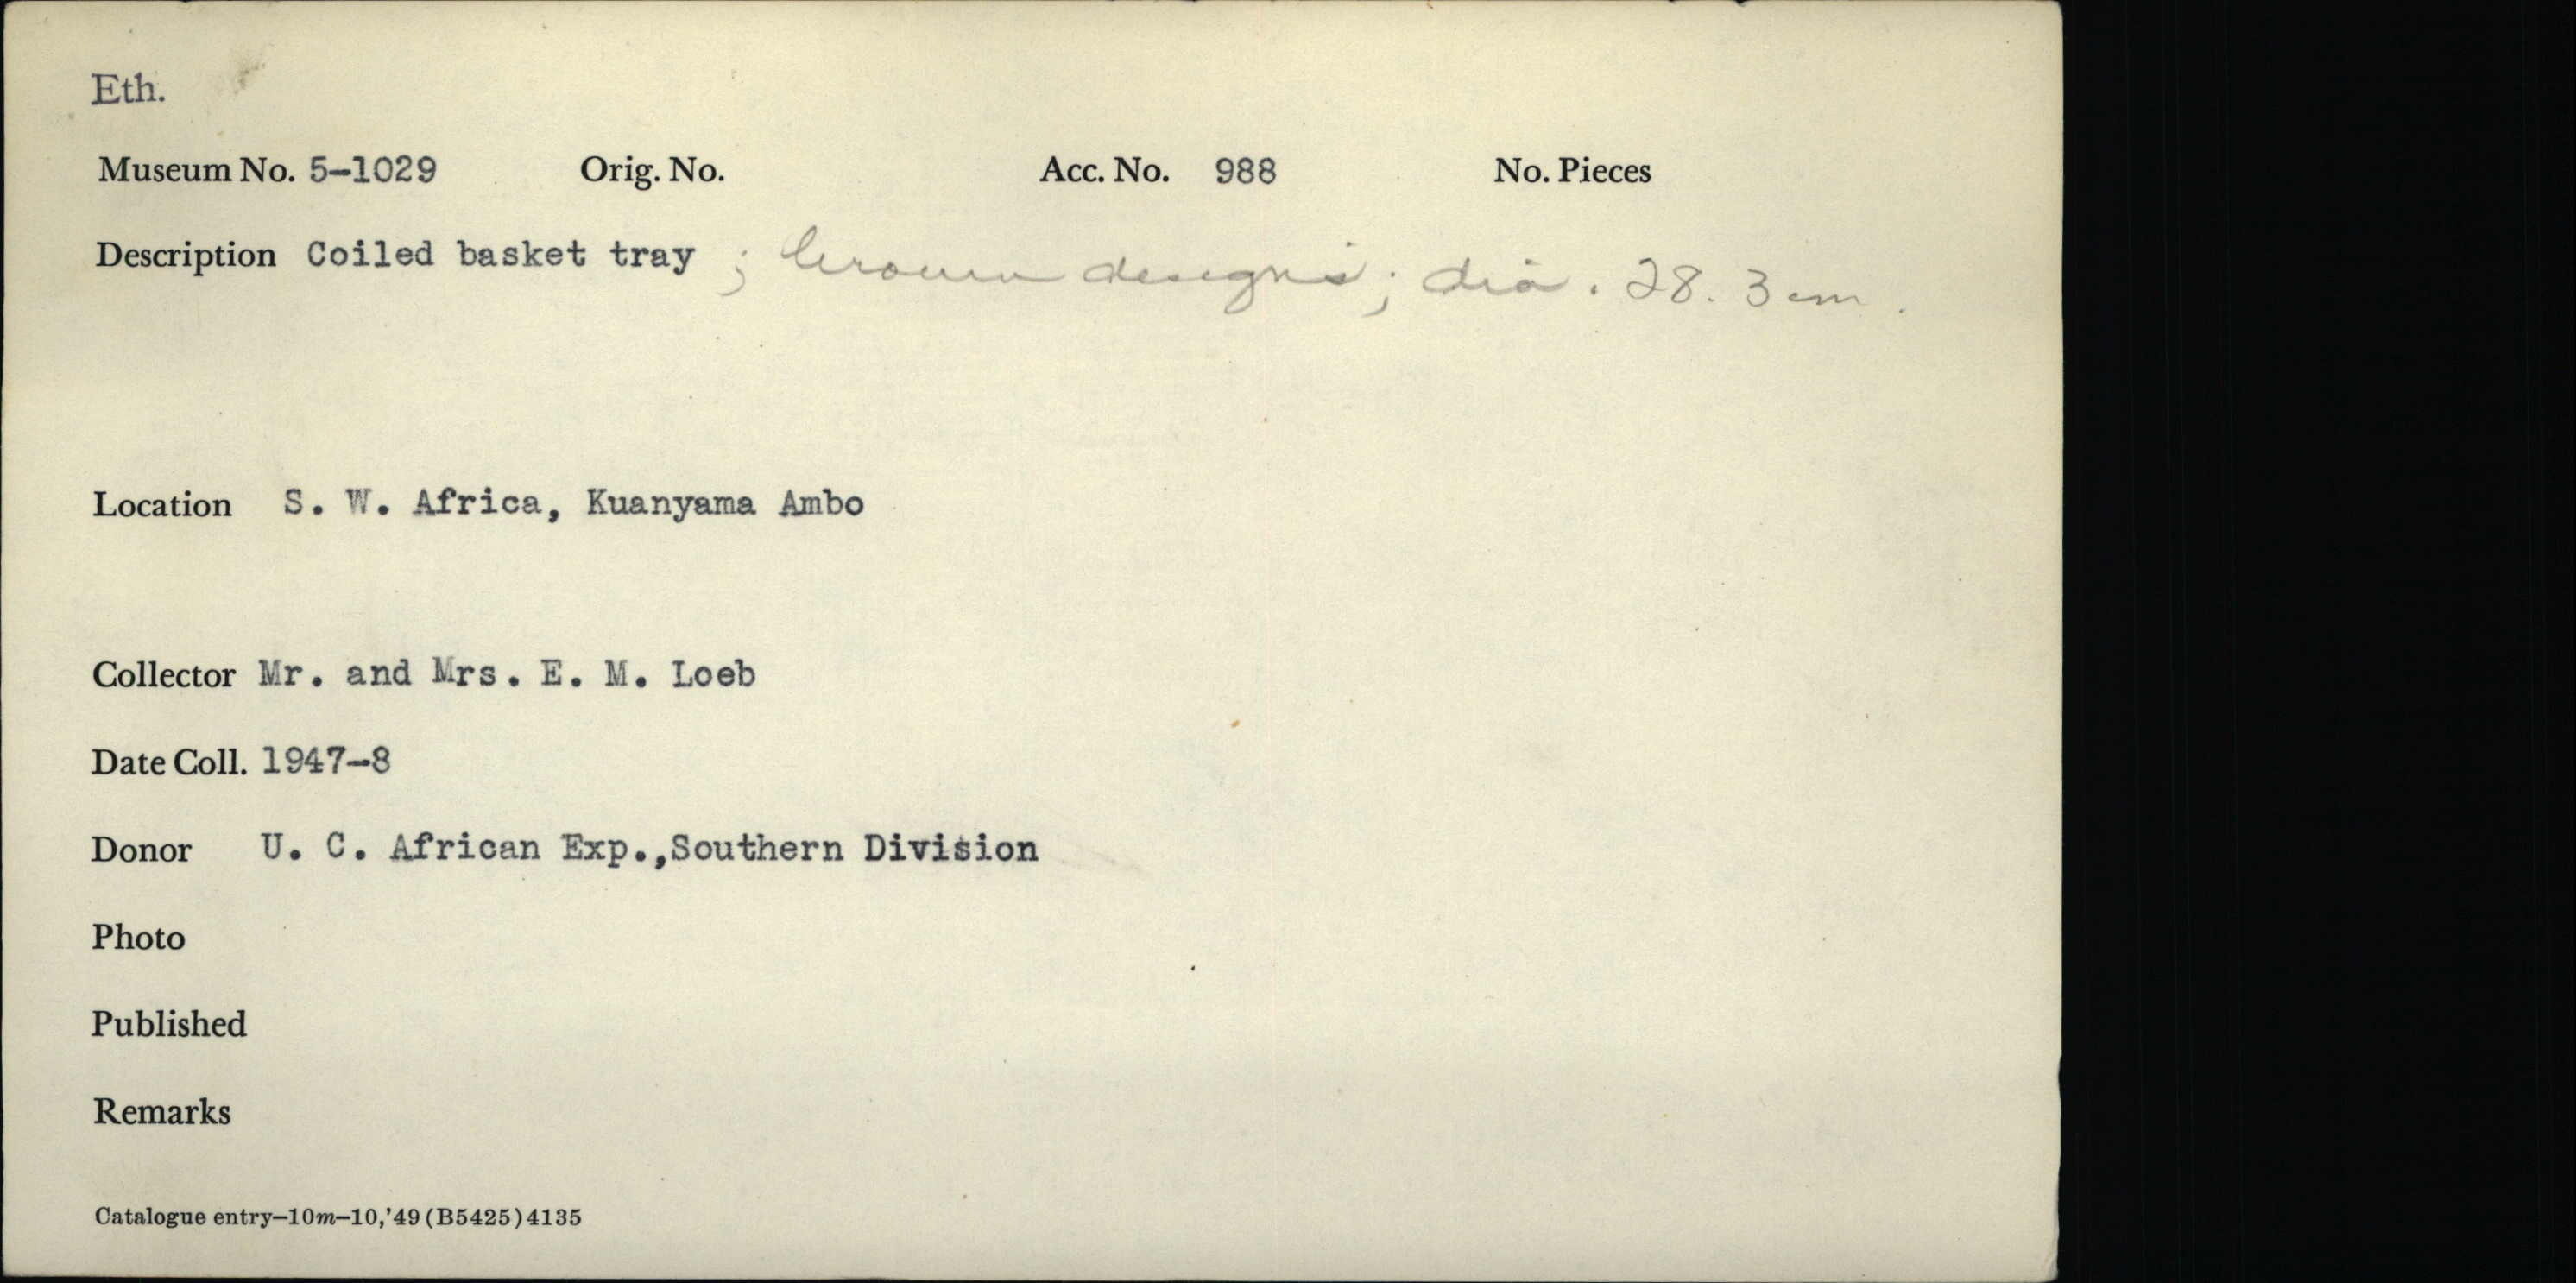 Eth.
Museum No. 5-1029 Orig. No. Acc. No. 988 No. Pieces
Description Coiled basket tray ; brown designs; dia. 28.3 cm.
Location S. W. Africa, Kuanyama Ambo
Collector Mr. and Mrs. E. M. Loeb
Date Coll. 1947-8
Donor U. C. African Exp.,Southern Division
Photo
Published
Remarks
Catalogue entry—10m—10,'49 (B5425) 4135